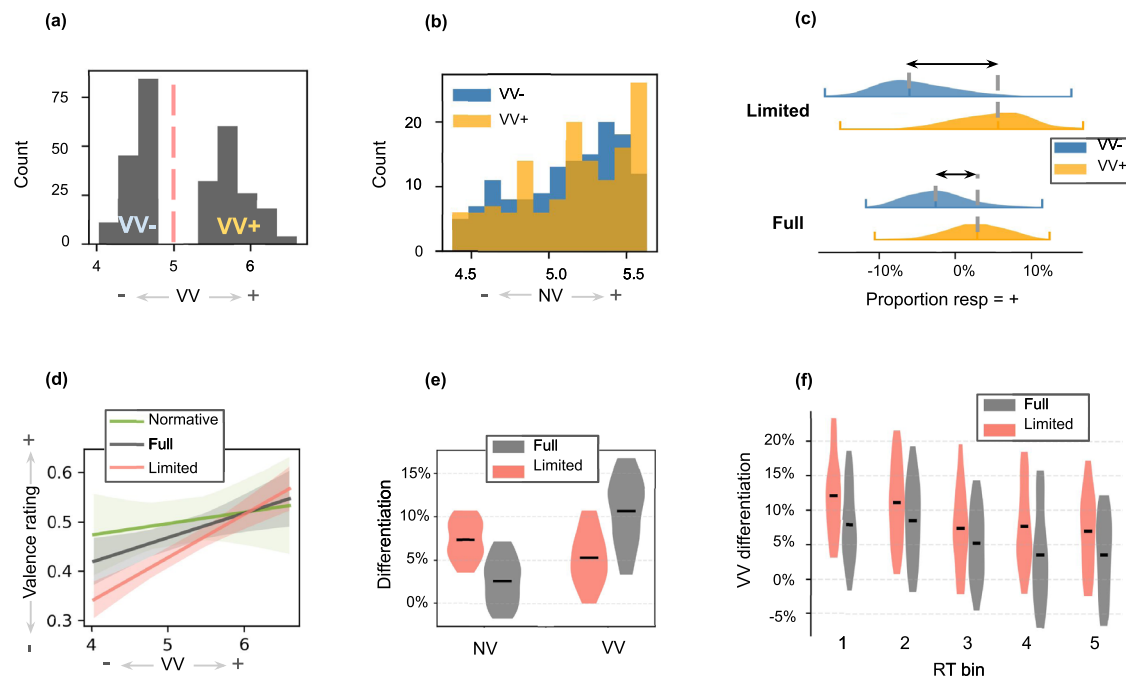 (a)
Count
75
50
25
0
VV-
VV+
4
5
6
- VV +
(b)
Count
20
10
0
VV-
VV+
4.5
5.0
5.5
- NV +
(c)
Limited
Full
VV-
VV+
-10%
0%
10%
Proportion resp = +
(d)
Normative
Full
Limited
+
Valence rating
-
0.6
0.5
0.4
0.3
4
5
6
- VV +
(e)
Full
Limited
Differentiation
15%
10%
5%
0%
NV
VV
(f)
Full
Limited
VV differentiation
20%
15%
10%
5%
0%
-5%
1
2
3
4
5
RT bin